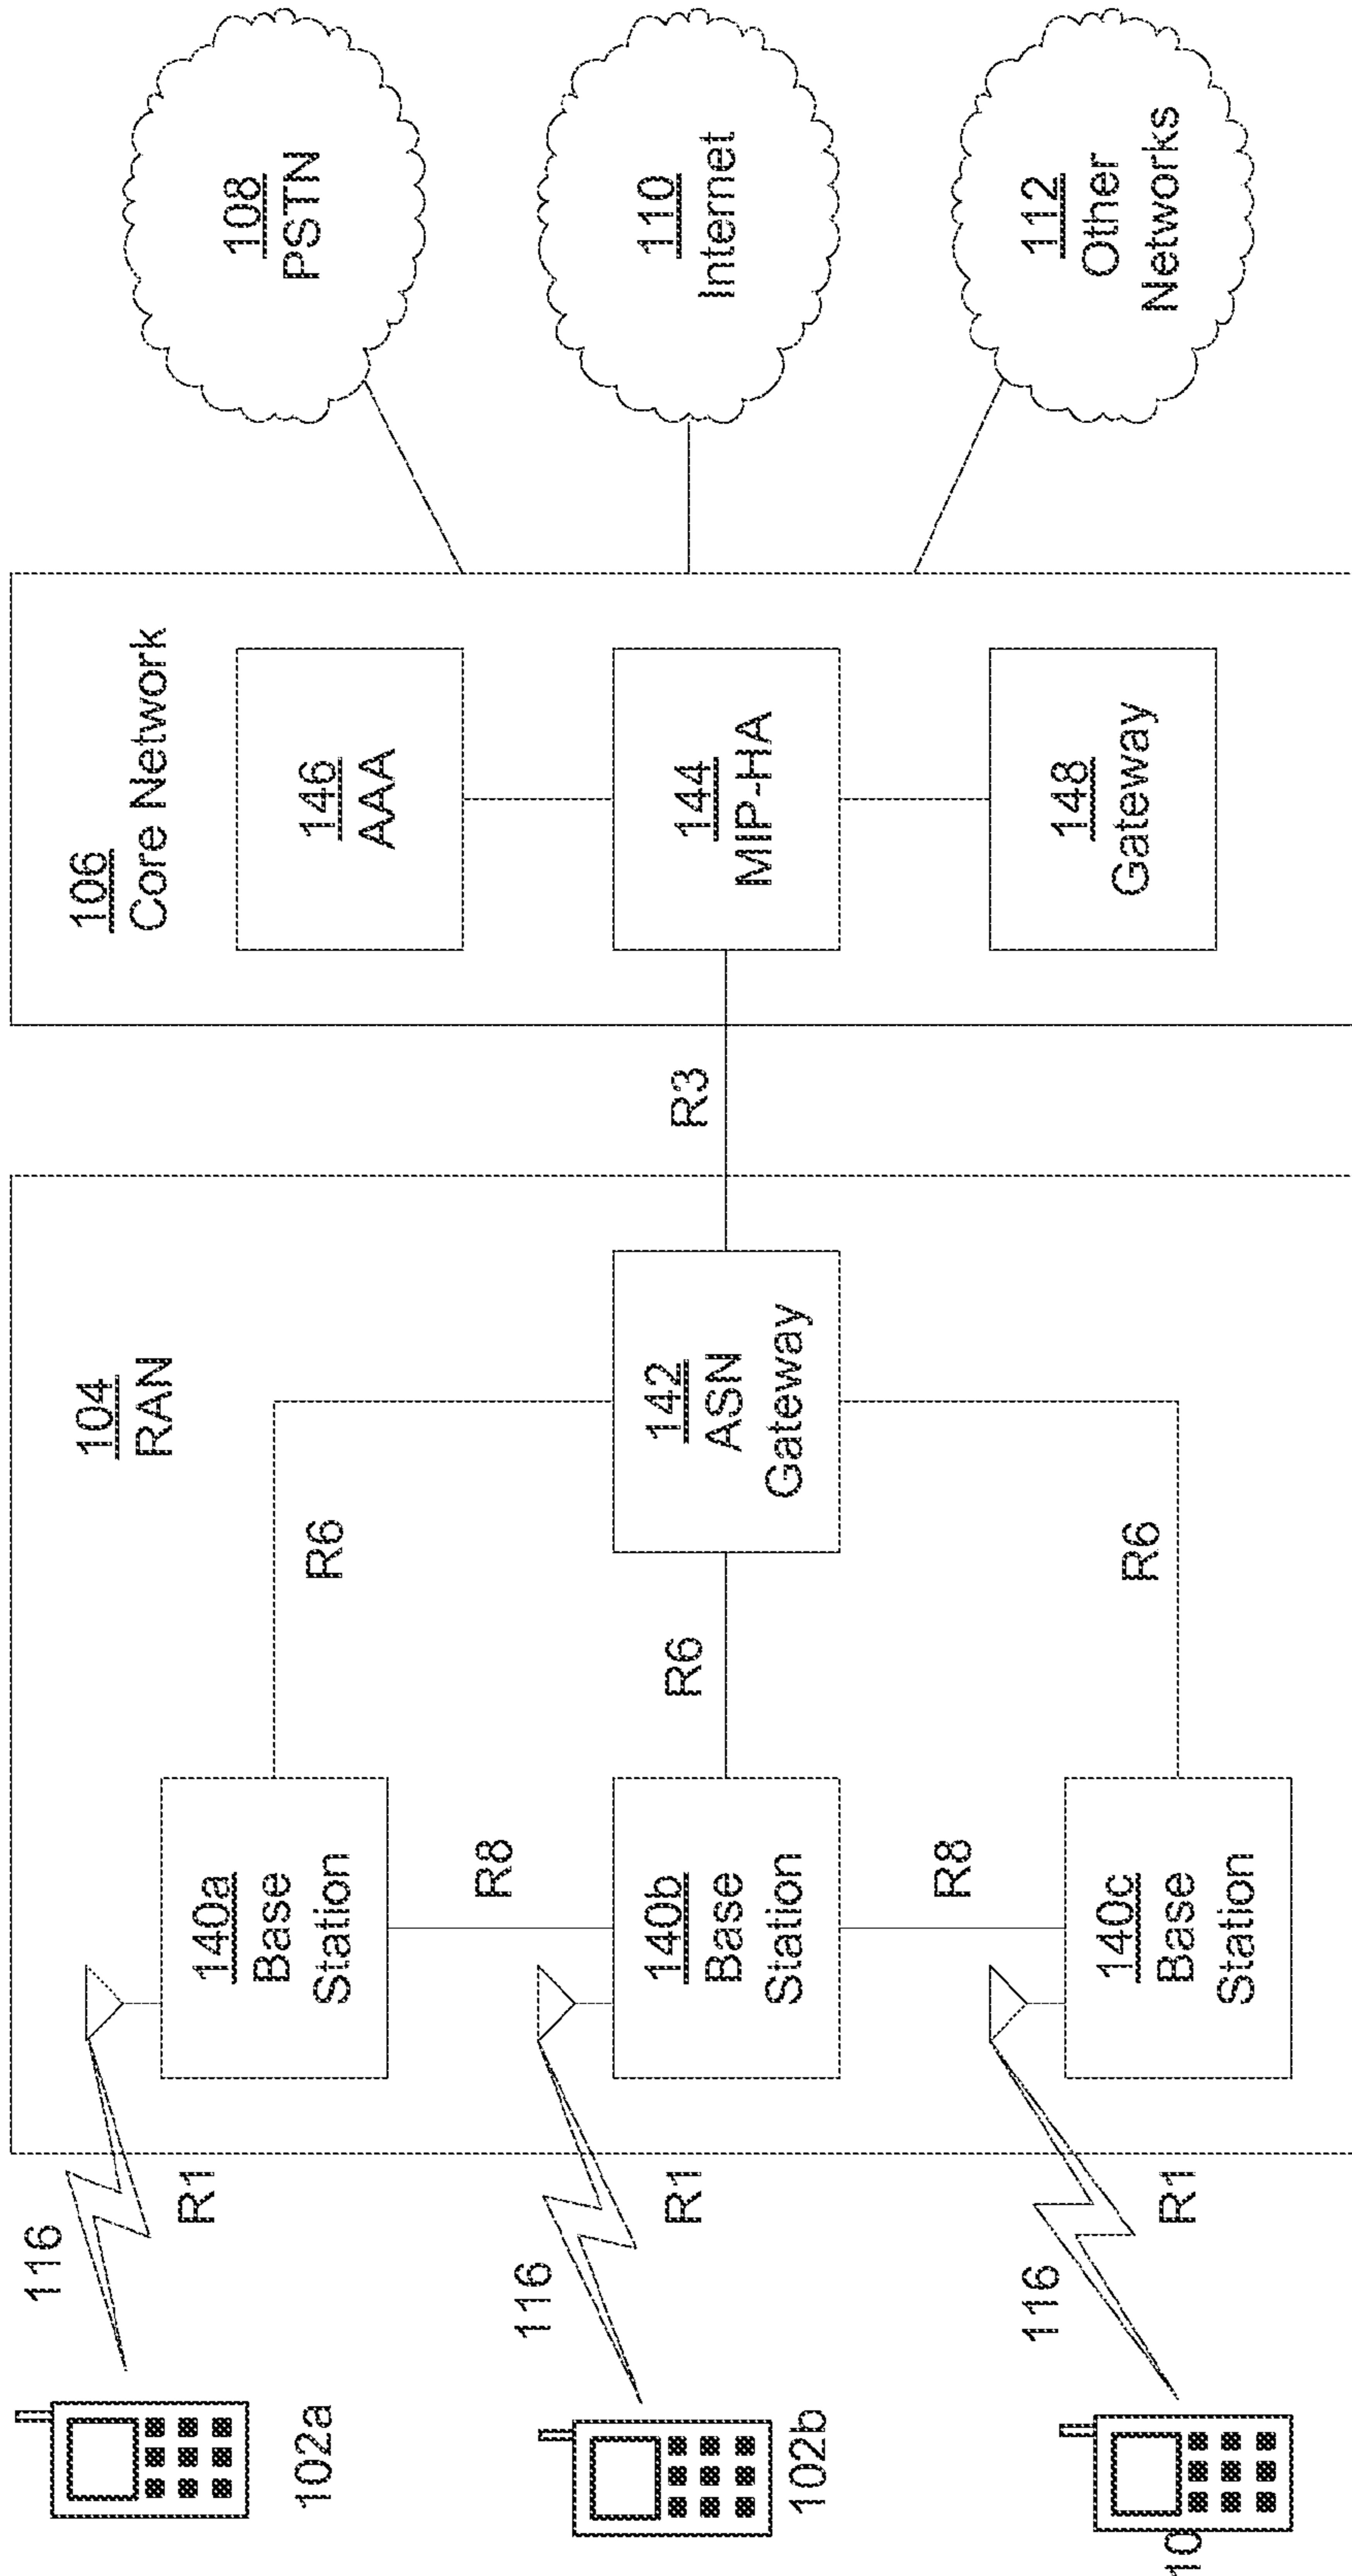 116
R1
102a
116
R1
102b
116
R1
10
104
RAN
140a
Base
Station
R8
140b
Base
Station
R8
140c
Base
Station
R6
R6
R6
142
ASN
Gateway
R3
106
Core Network
146
AAA
144
MIP-HA
148
Gateway
108
PSTN
110
Internet
112
Other
Networks